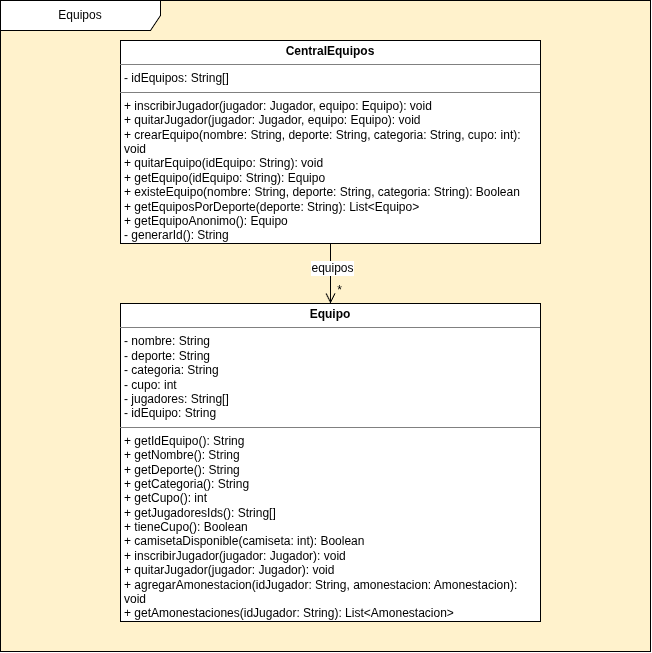 Equipos
CentralEquipos
- idEquipos: String[]
+ inscribirJugador(jugador: Jugador, equipo: Equipo): void
+ quitarJugador(jugador: Jugador, equipo: Equipo): void
+ crearEquipo(nombre: String, deporte: String, categoria: String, cupo: int):
void
+ quitarEquipo(idEquipo: String): void
+ getEquipo(idEquipo: String): Equipo
+ existeEquipo(nombre: String, deporte: String, categoria: String): Boolean
+ getEquiposPorDeporte(deporte: String): List<Equipo>
+ getEquipoAnonimo(): Equipo
- generarId(): String
equipos
*
Equipo
- nombre: String
- deporte: String
- categoria: String
- cupo: int
- jugadores: String[]
- idEquipo: String
+ getIdEquipo(): String
+ getNombre(): String
+ getDeporte(): String
+ getCategoria(): String
+ getCupo(): int
+ getJugadoresIds(): String[]
+ tieneCupo(): Boolean
+ camisetaDisponible(camiseta: int): Boolean
+ inscribirJugador(jugador: Jugador): void
+ quitarJugador(jugador: Jugador): void
+ agregarAmonestacion(idJugador: String, amonestacion: Amonestacion):
void
+ getAmonestaciones(idJugador: String): List<Amonestacion>